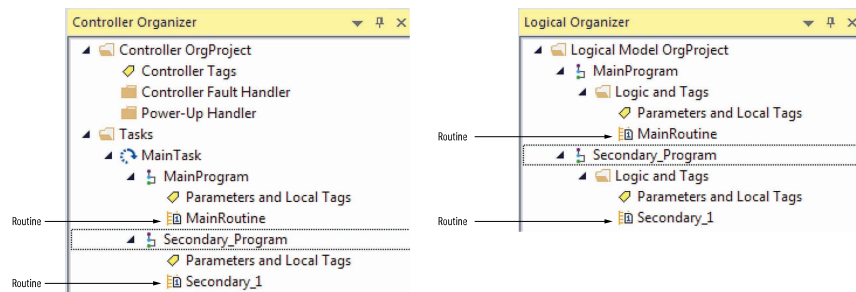 Controller Organizer
Controller OrgProject
Controller Tags
Controller Fault Handler
Power-Up Handler
Tasks
MainTask
MainProgram
Parameters and Local Tags
Routine
MainRoutine
Secondary_Program
Parameters and Local Tags
Routine
Secondary_1
Logical Organizer
Logical Model OrgProject
MainProgram
Logic and Tags
Parameters and Local Tags
Routine
MainRoutine
Secondary_Program
Logic and Tags
Parameters and Local Tags
Routine
Secondary_1